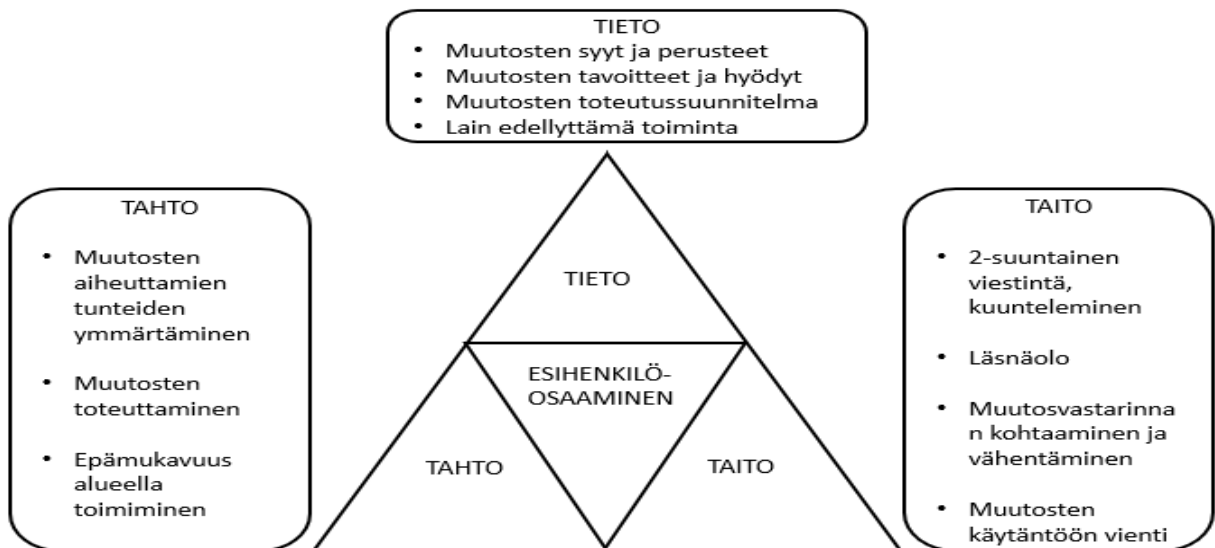 TIETO
• Muutosten syyt ja perusteet
• Muutosten tavoitteet ja hyödyt
• Muutosten toteutussuunnitelma
• Lain edellyttämä toiminta
TAHTO
• Muutosten
aiheuttamien
tunteiden
ymmärtäminen
• Muutosten
toteuttaminen
• Epämukavuus
alueella
toimiminen
TIETO
ESIHENKILÖ-
OSAAMINEN
TAHTO
TAITO
TAITO
• 2-suuntainen
viestintä,
kuunteleminen
• Läsnäolo
• Muutosvastarinna
n kohtaaminen ja
vähentäminen
• Muutosten
käytäntöön vienti